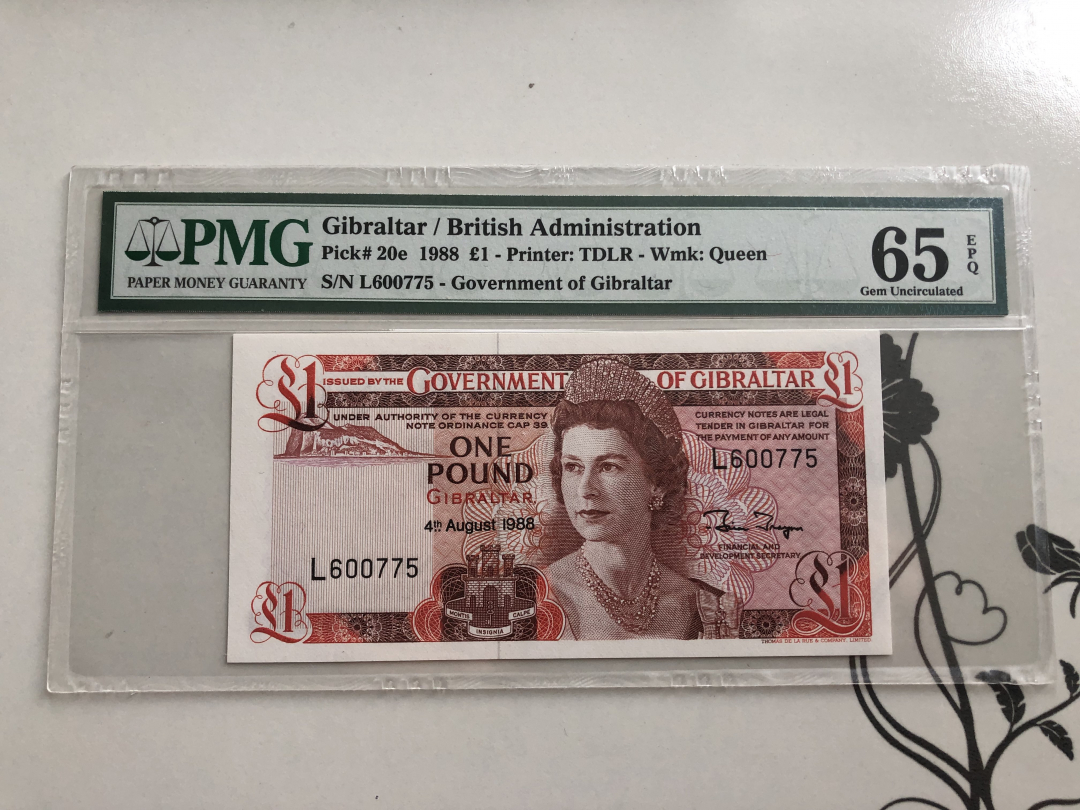 PMG
PAPER MONEY GUARANTY
Gibraltar / British Administration
Pick# 20e 1988 £1 - Printer: TDLR - Wmk: Queen
S/N L600775 - Government of Gibraltar
65
EPQ
Gem Uncirculated
£1
ISSUED BY THE GOVERNMENT OF GIBRALTAR
£1
UNDER AUTHORITY OF THE CURRENCY
NOTE ORDINANCE CAP 39
CURRENCY NOTES ARE LEGAL
TENDER IN GIBRALTAR FOR
THE PAYMENT OF ANY AMOUNT
ONE
POUND
GIBRALTAR
4th August 1988
L600775
L600775
FINANCIAL AND
DEVELOPMENT SECRETARY
MONTIS
INSIGNIA
CALPE
£1
£1
THOMAS DE LA RUE & COMPANY, LIMITED